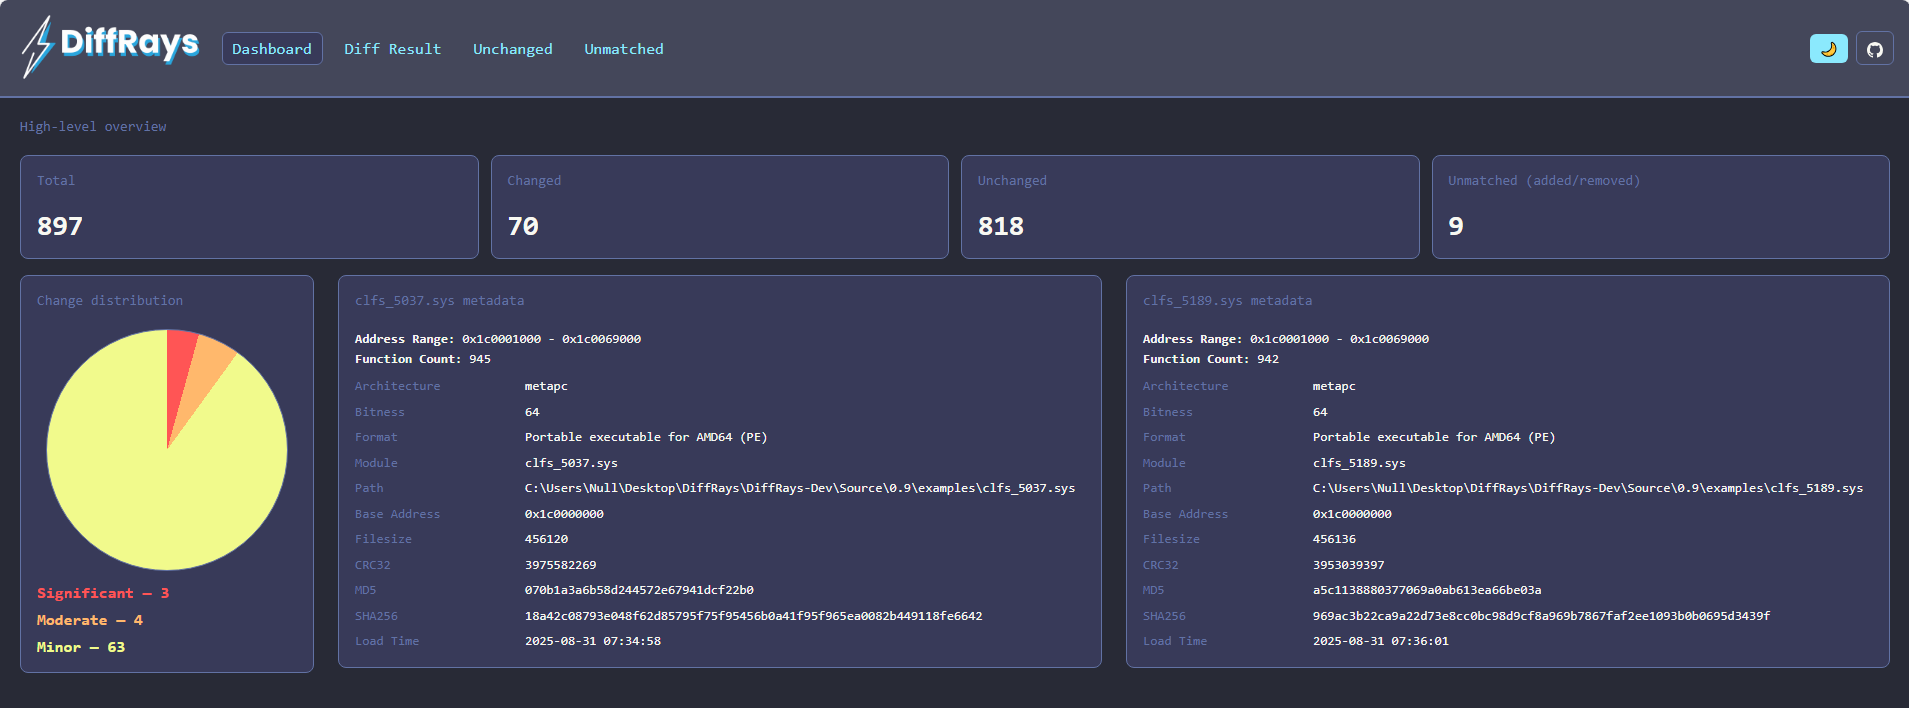 DiffRays
Dashboard Diff Result Unchanged Unmatched
High-level overview
Total
897
Changed
70
Unchanged
818
Unmatched (added/removed)
9
Change distribution
Significant — 3
Moderate — 4
Minor — 63
clfs_5037.sys metadata
Address Range: 0x1c0001000 - 0x1c0069000
Function Count: 945
Architecture metapc
Bitness 64
Format Portable executable for AMD64 (PE)
Module clfs_5037.sys
Path C:\Users\Null\Desktop\DiffRays\DiffRays-Dev\Source\0.9\examples\clfs_5037.sys
Base Address 0x1c0000000
Filesize 456120
CRC32 3975582269
MD5 070b1a3a6b58d244572e67941dcf22b0
SHA256 18a42c08793e048f62d85795f75f95456b0a41f95f965ea0082b449118fe6642
Load Time 2025-08-31 07:34:58
clfs_5189.sys metadata
Address Range: 0x1c0001000 - 0x1c0069000
Function Count: 942
Architecture metapc
Bitness 64
Format Portable executable for AMD64 (PE)
Module clfs_5189.sys
Path C:\Users\Null\Desktop\DiffRays\DiffRays-Dev\Source\0.9\examples\clfs_5189.sys
Base Address 0x1c0000000
Filesize 456136
CRC32 3953039397
MD5 a5c1138880377069a0ab613ea66be03a
SHA256 969ac3b22ca9a22d73e8cc0bc98d9cf8a969b7867faf2ee1093b0b0695d3439f
Load Time 2025-08-31 07:36:01